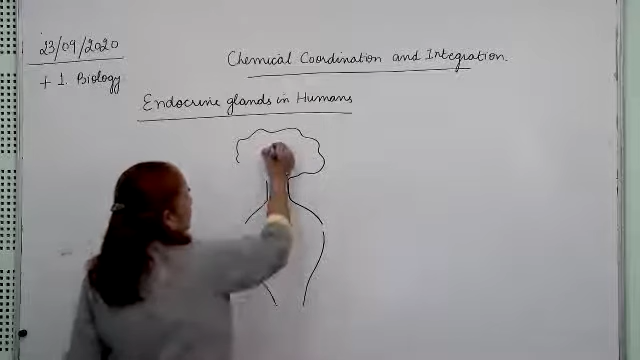 23/09/2020
+ 1. Biology
Chemical Coordination and Integration.
Endocrine glands in Humans